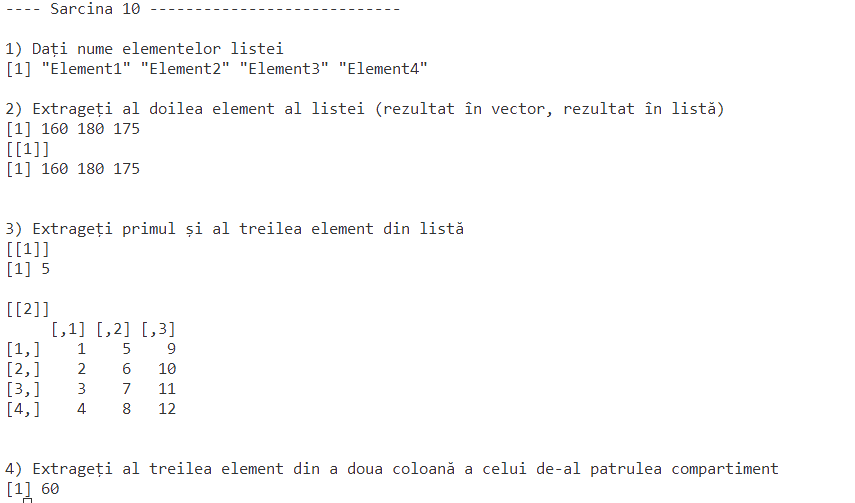 ---- Sarcina 10 ----------------------------
1) Dați nume elementelor listei
[1] "Element1" "Element2" "Element3" "Element4"
2) Extrageți al doilea element al listei (rezultat în vector, rezultat în listă)
[1] 160 180 175
[[1]]
[1] 160 180 175
3) Extrageți primul și al treilea element din listă
[[1]]
[1] 5
[[2]]
     [,1] [,2] [,3]
[1,]    1    5    9
[2,]    2    6   10
[3,]    3    7   11
[4,]    4    8   12
4) Extrageți al treilea element din a doua coloană a celui de-al patrulea compartiment
[1] 60